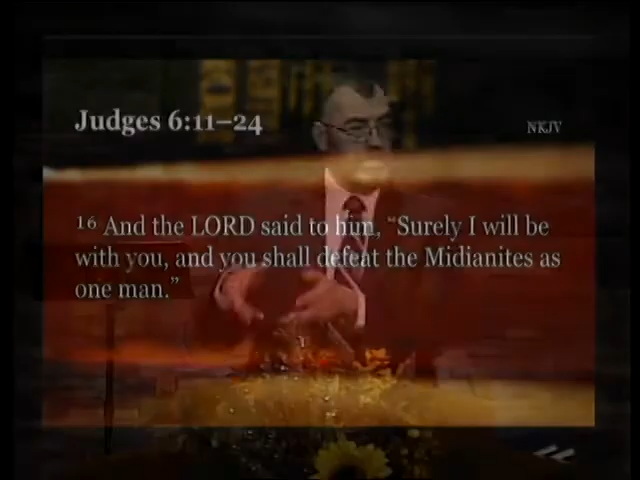 Judges 6:11–24
NKJV
¹⁶ And the LORD said to him, “Surely I will be
with you, and you shall defeat the Midianites as
one man.”